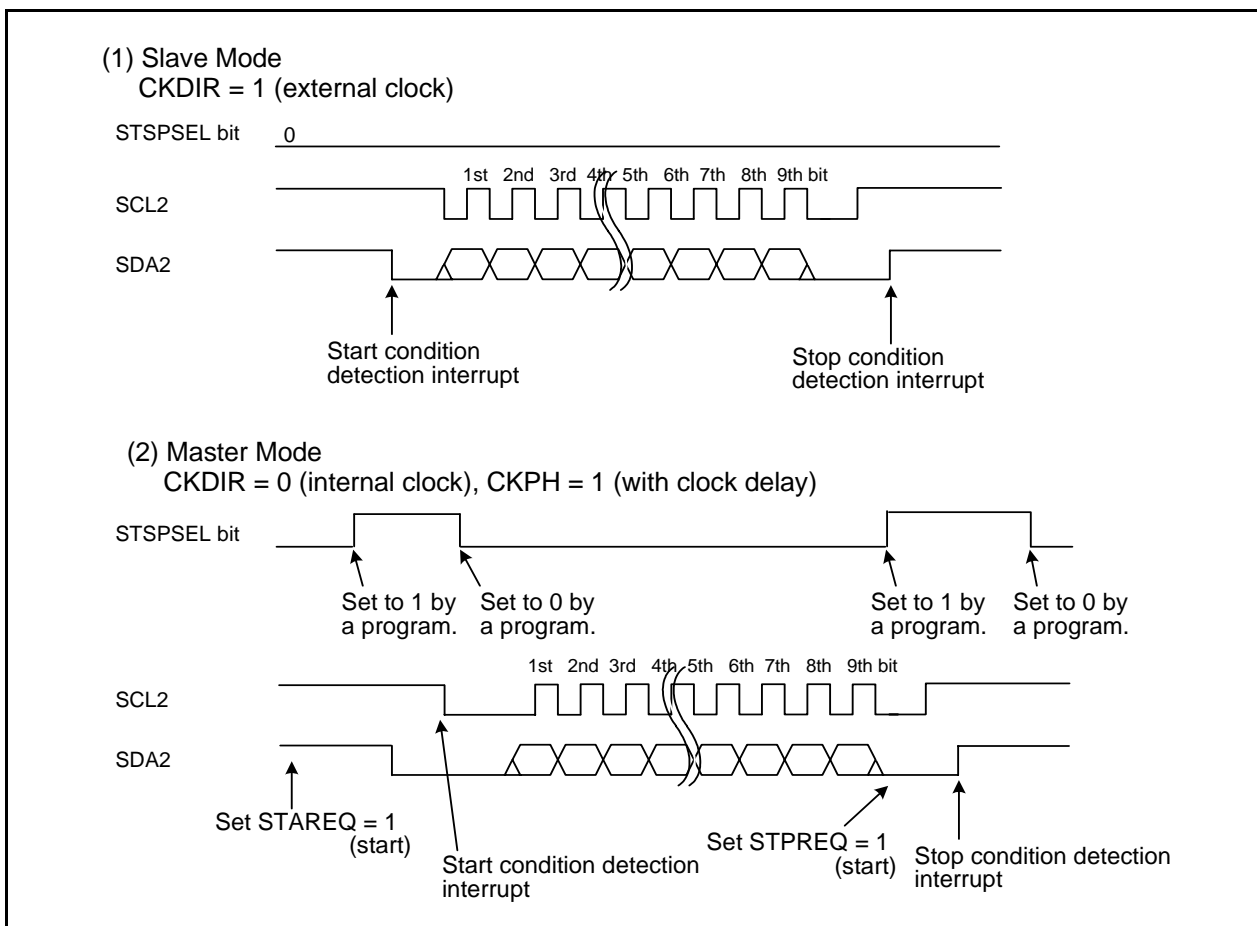 (1) Slave Mode
CKDIR = 1 (external clock)
STSPSEL bit
0
1st 2nd 3rd 4th 5th 6th 7th 8th 9th bit
SCL2
SDA2
Start condition
detection interrupt
Stop condition
detection interrupt
(2) Master Mode
CKDIR = 0 (internal clock), CKPH = 1 (with clock delay)
STSPSEL bit
Set to 1 by
a program.
Set to 0 by
a program.
Set to 1 by
a program.
Set to 0 by
a program.
1st 2nd 3rd 4th 5th 6th 7th 8th 9th bit
SCL2
SDA2
Set STAREQ = 1
(start)
Start condition detection
interrupt
Set STPREQ = 1
(start)
Stop condition detection
interrupt